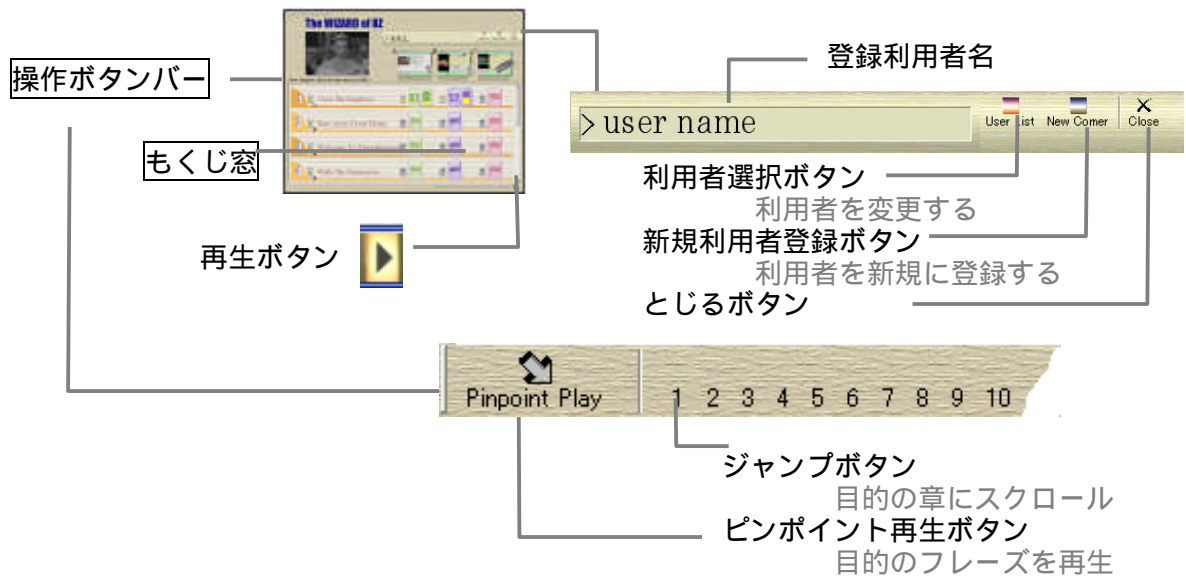 The WIZARD of OZ
操作ボタンバー
登録利用者名
>user name
User List New Comer Close
もくじ窓
利用者選択ボタン
利用者を変更する
新規利用者登録ボタン
利用者を新規に登録する
再生ボタン
とじるボタン
Pinpoint Play 1 2 3 4 5 6 7 8 9 10
ジャンプボタン
目的の章にスクロール
ピンポイント再生ボタン
目的のフレーズを再生